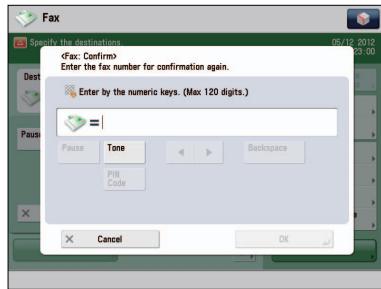 Fax
Specify the destinations.
05/12 2012
23:00
<Fax: Confirm>
Enter the fax number for confirmation again.
Dest
Enter by the numeric keys. (Max 120 digits.)
=
Pause
Pause
Tone
◀
▶
Backspace
PIN
Code
×
× Cancel
OK